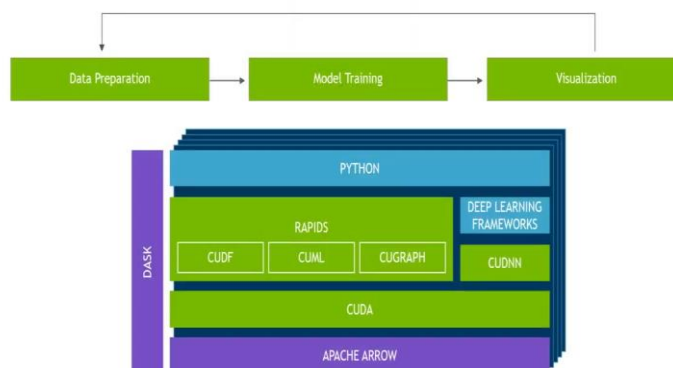 Data Preparation
Model Training
Visualization
DASK
PYTHON
RAPIDS
CUDF
CUML
CUGRAPH
DEEP LEARNING
FRAMEWORKS
CUDNN
CUDA
APACHE ARROW